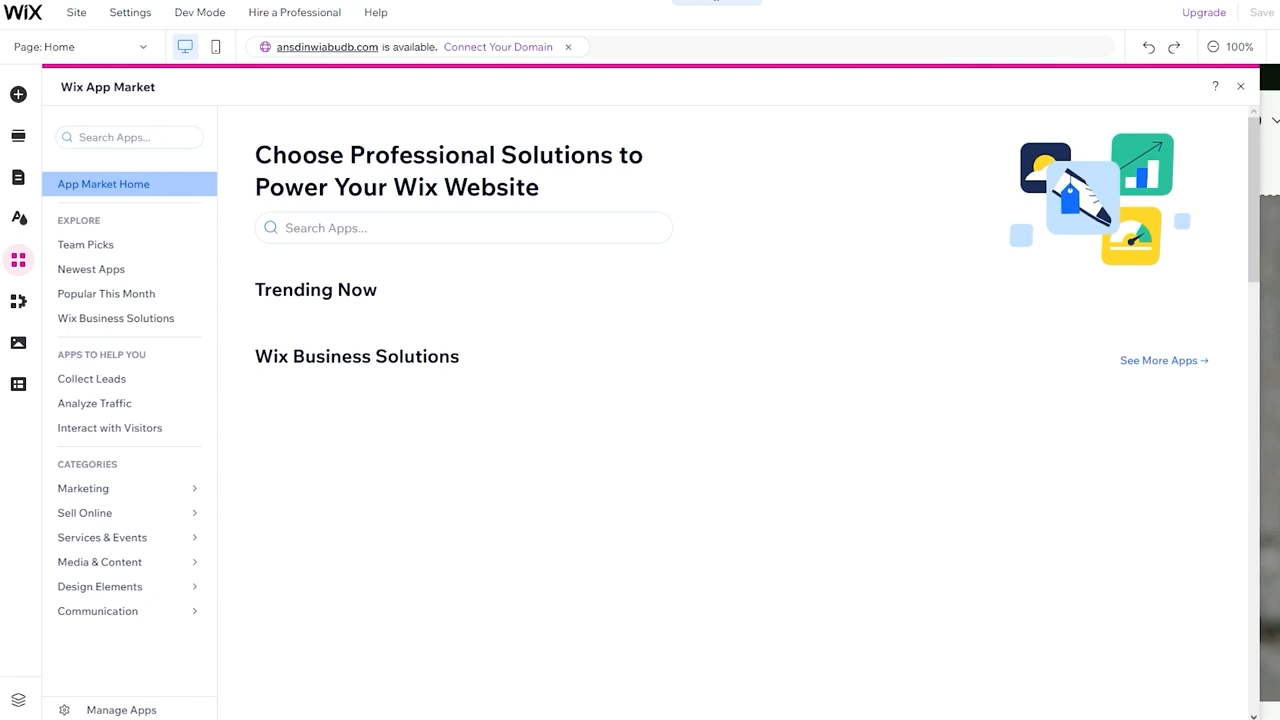 WiX Site Settings Dev Mode Hire a Professional Help Upgrade Save
Page: Home ansdinwiabudb.com is available. Connect Your Domain 100%
Wix App Market ?
Search Apps...
App Market Home
EXPLORE
Team Picks
Newest Apps
Popular This Month
Wix Business Solutions
APPS TO HELP YOU
Collect Leads
Analyze Traffic
Interact with Visitors
CATEGORIES
Marketing
Sell Online
Services & Events
Media & Content
Design Elements
Communication
Manage Apps
Choose Professional Solutions to
Power Your Wix Website
Search Apps...
Trending Now
Wix Business Solutions
See More Apps →